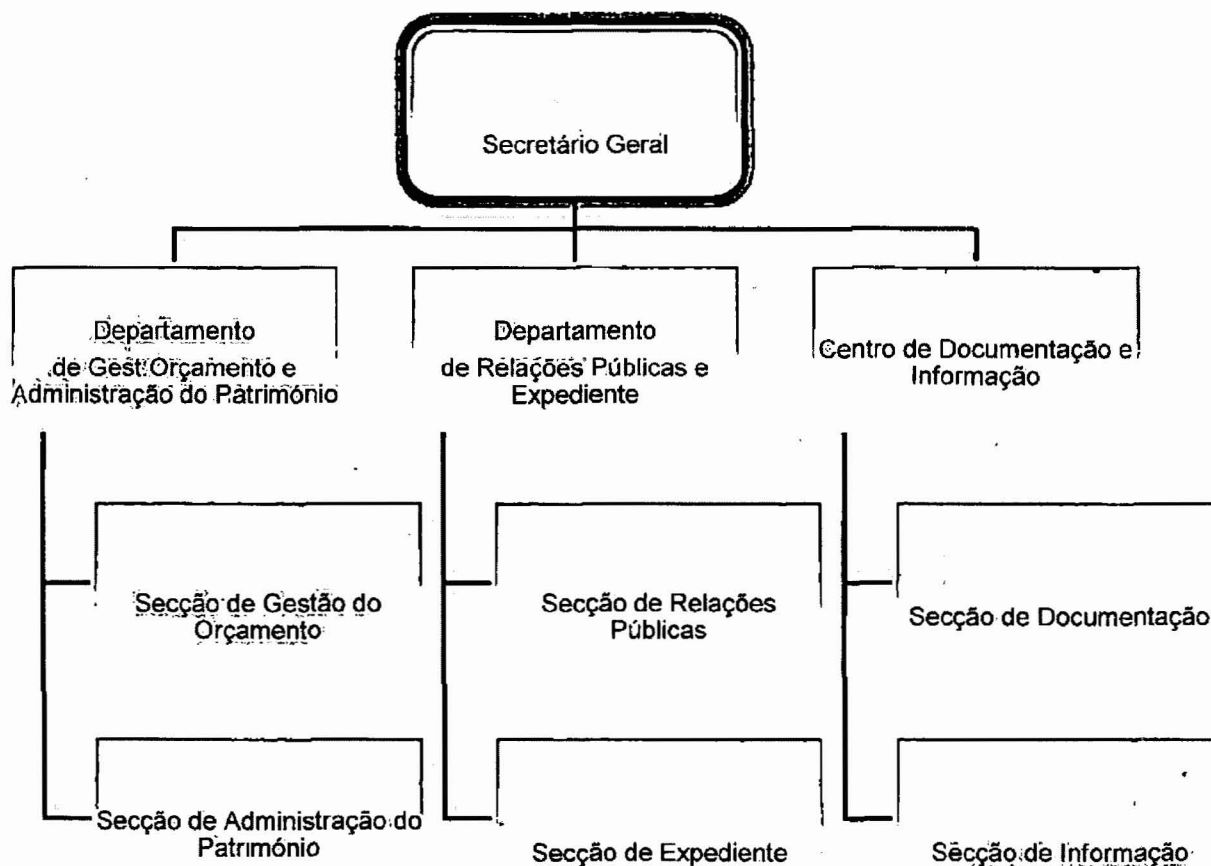 Secretário Geral
Departamento
de Gest.Orçamento e
Administração do Património
Departamento
de Relações Públicas e
Expediente
Centro de Documentação e
Informação
Secção de Gestão do
Orçamento
Secção de Relações
Públicas
Secção de Documentação
Secção de Administração do
Património
Secção de Expediente
Secção de Informação